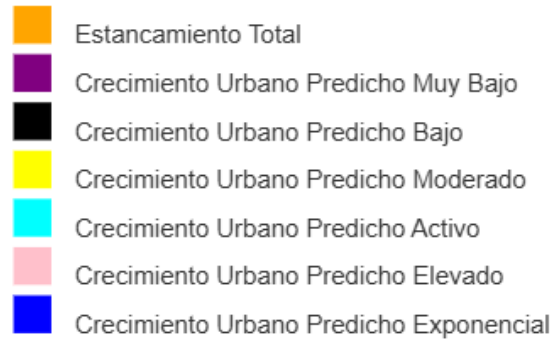 Estancamiento Total
Crecimiento Urbano Predicho Muy Bajo
Crecimiento Urbano Predicho Bajo
Crecimiento Urbano Predicho Moderado
Crecimiento Urbano Predicho Activo
Crecimiento Urbano Predicho Elevado
Crecimiento Urbano Predicho Exponencial